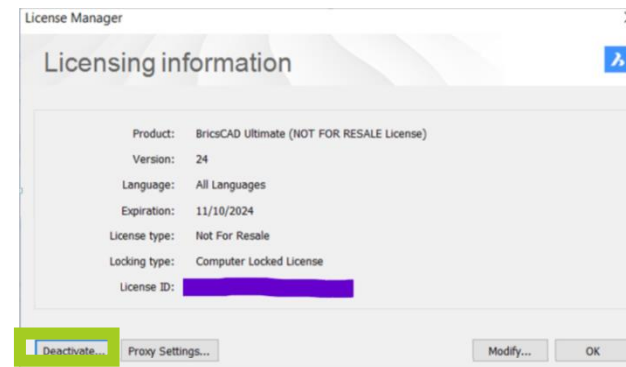 License Manager
Licensing information
Product: BricsCAD Ultimate (NOT FOR RESALE License)
Version: 24
Language: All Languages
Expiration: 11/10/2024
License type: Not For Resale
Locking type: Computer Locked License
License ID:
Deactivate... Proxy Settings... Modify... OK